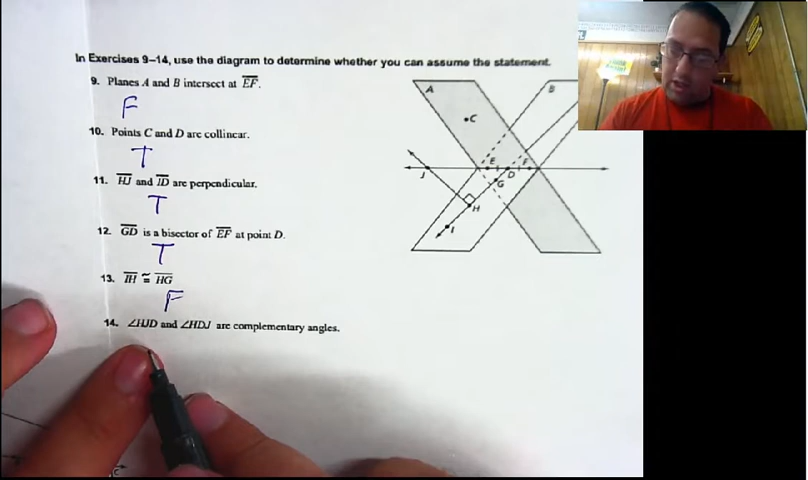 In Exercises 9–14, use the diagram to determine whether you can assume the statement.
9. Planes A and B intersect at EF.
F
10. Points C and D are collinear.
T
11. HJ and ID are perpendicular.
T
12. GD is a bisector of EF at point D.
T
13. IH ≅ HG
F
14. ∠HJD and ∠HDJ are complementary angles.
A
B
C
E
F
J
D
G
H
I